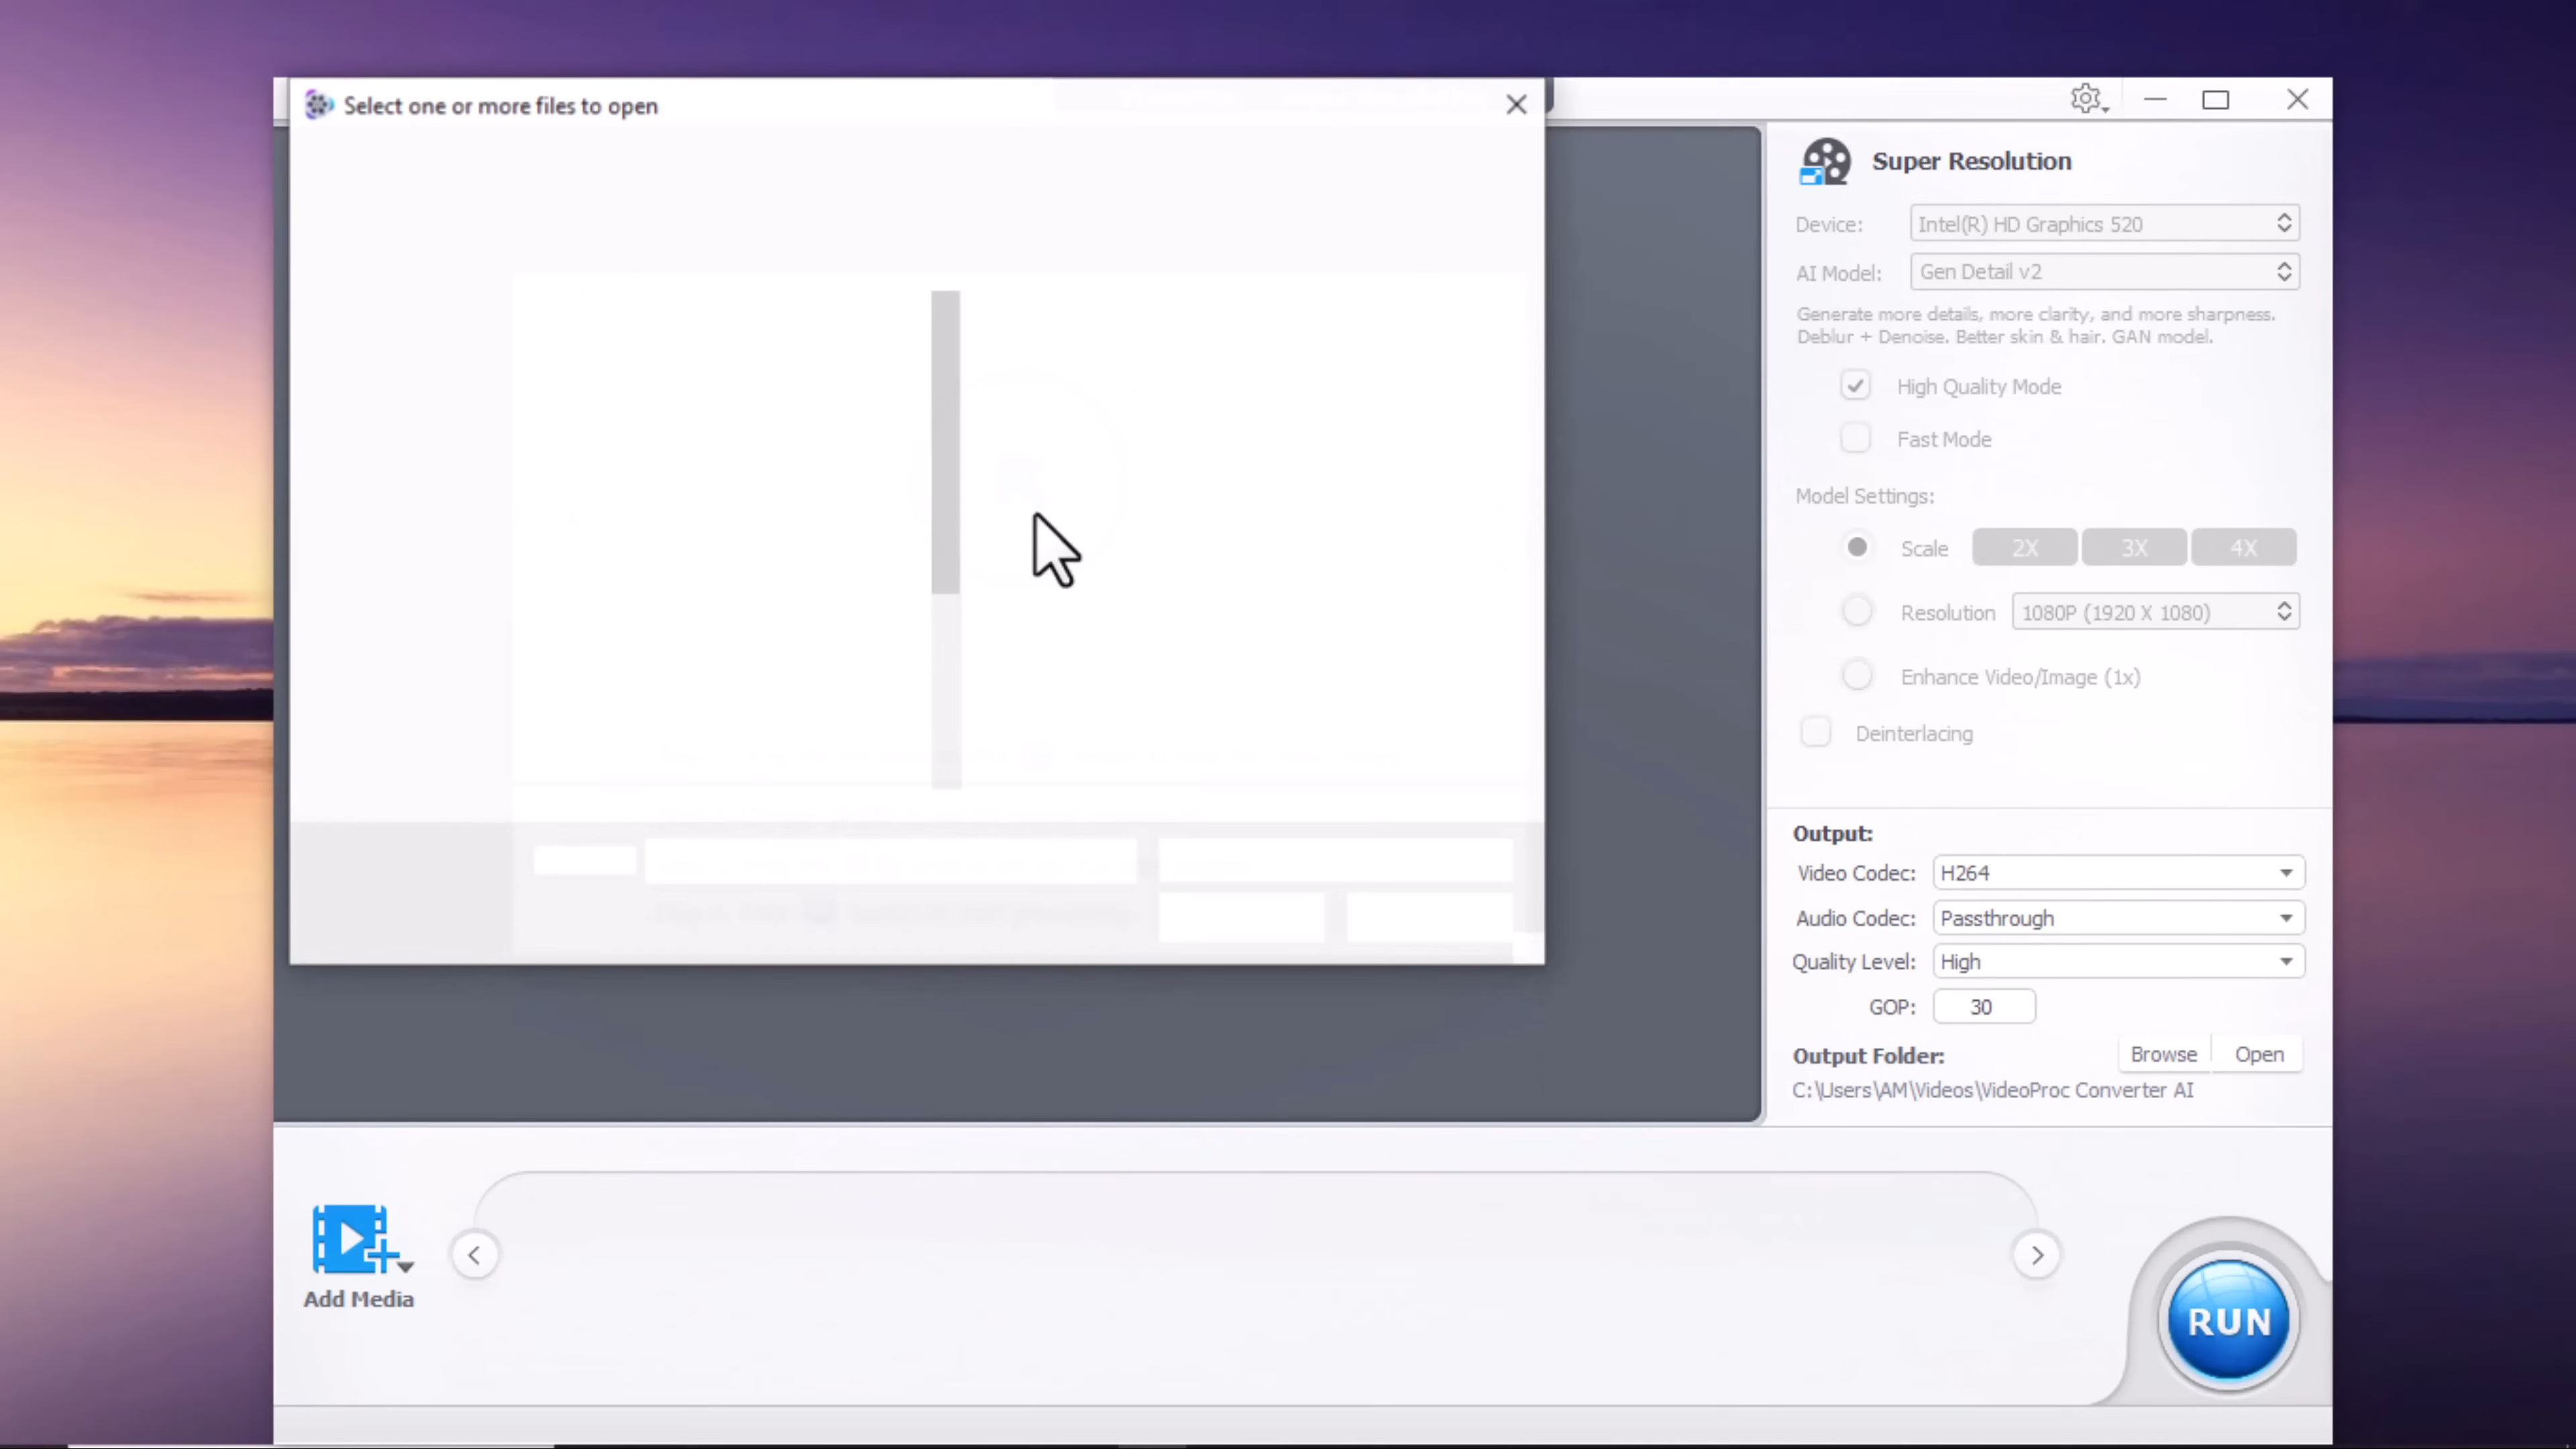 Select one or more files to open
Super Resolution
Device: Intel(R) HD Graphics 520
AI Model: Gen Detail v2
Generate more details, more clarity, and more sharpness.
Deblur + Denoise. Better skin & hair. GAN model.
High Quality Mode
Fast Mode
Model Settings:
Scale 2X 3X 4X
Resolution 1080P (1920 X 1080)
Enhance Video/Image (1x)
Deinterlacing
Output:
Video Codec: H264
Audio Codec: Passthrough
Quality Level: High
GOP: 30
Output Folder: Browse Open
C:\Users\AM\Videos\VideoProc Converter AI
Add Media
RUN